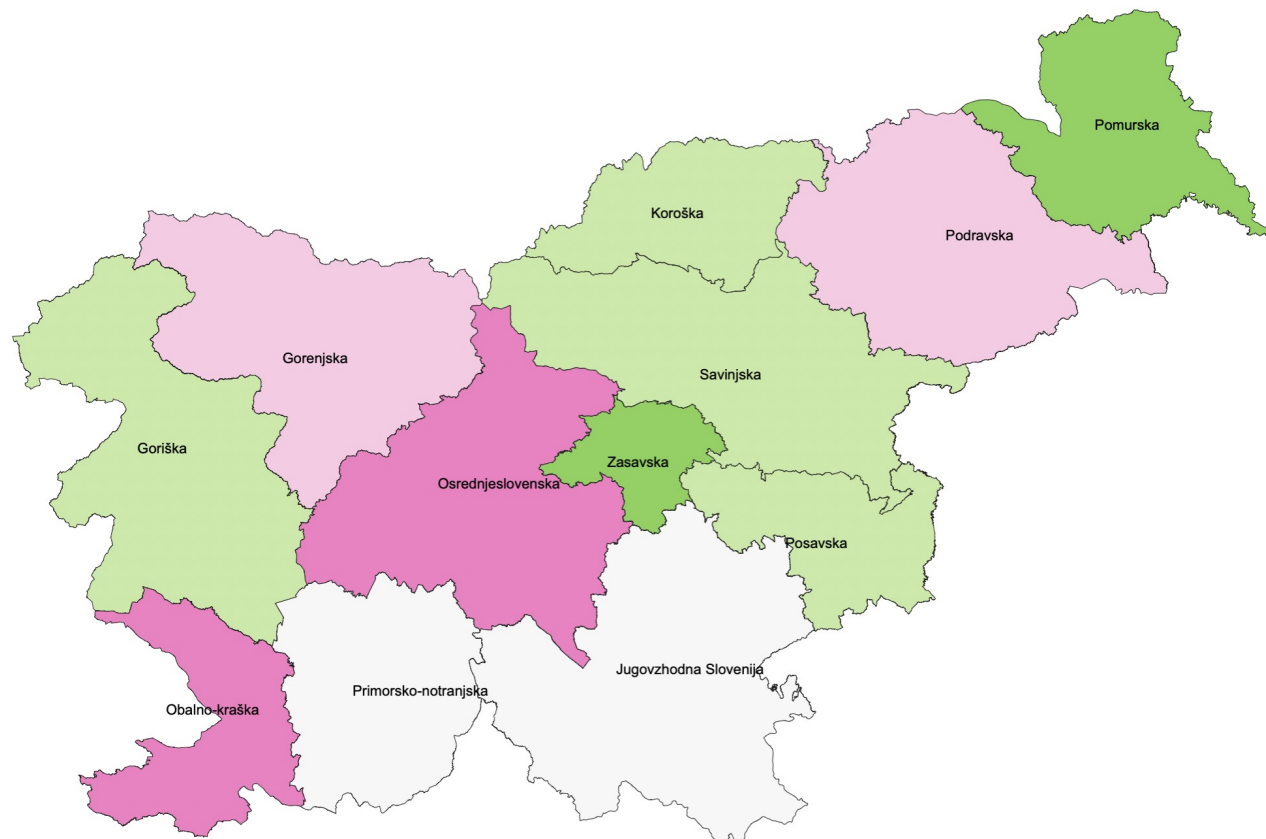 Pomurska
Koroška
Podravska
Gorenjska
Savinjska
Goriška
Zasavska
Osrednjeslovenska
Posavska
Jugovzhodna Slovenija
Primorsko-notranjska
Obalno-kraška